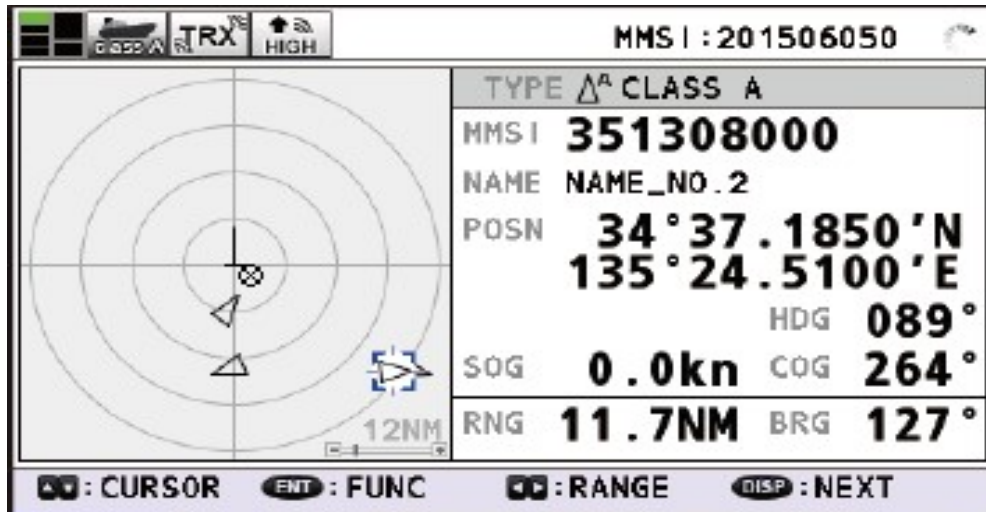 class A TRX HIGH MMSI:201506050
TYPE A CLASS A
MMSI 351308000
NAME NAME_NO.2
POSN 34°37.1850'N
135°24.5100'E
HDG 089°
SOG 0.0kn COG 264°
12NM RNG 11.7NM BRG 127°
CURSOR ENT : FUNC : RANGE DISP : NEXT